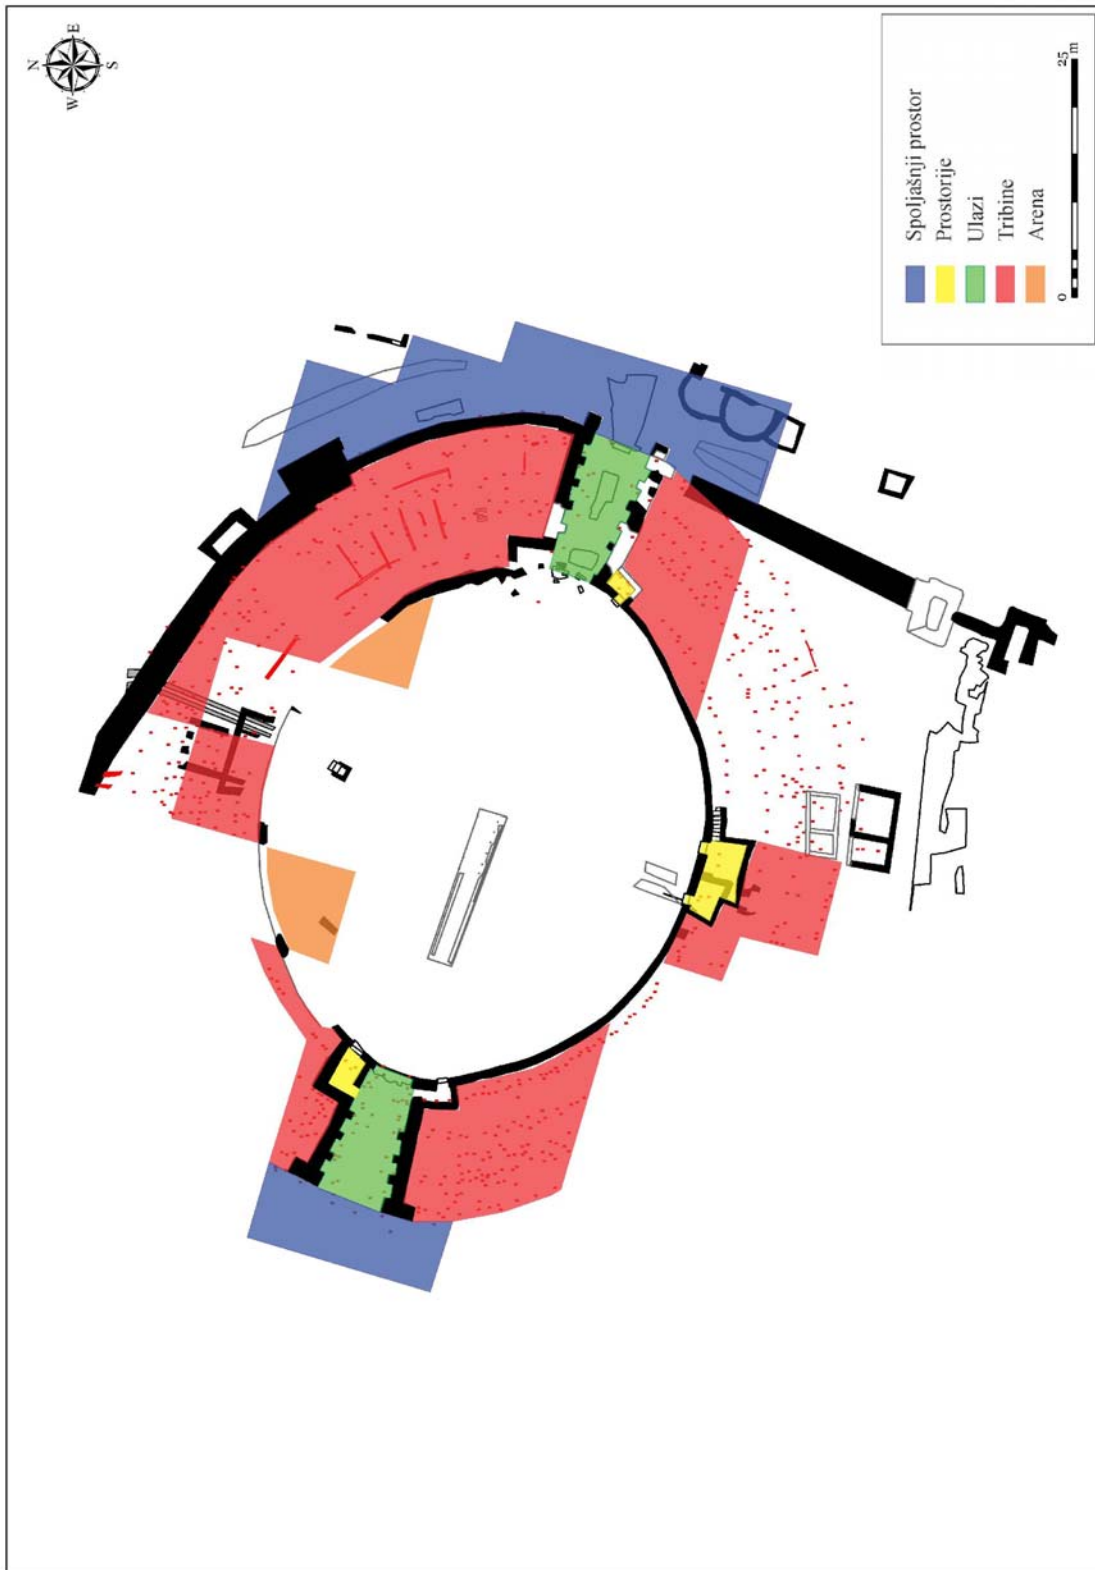 N
E
W
S
Spoljašnji prostor
Prostorije
Ulazi
Tribine
Arena
0
25 m